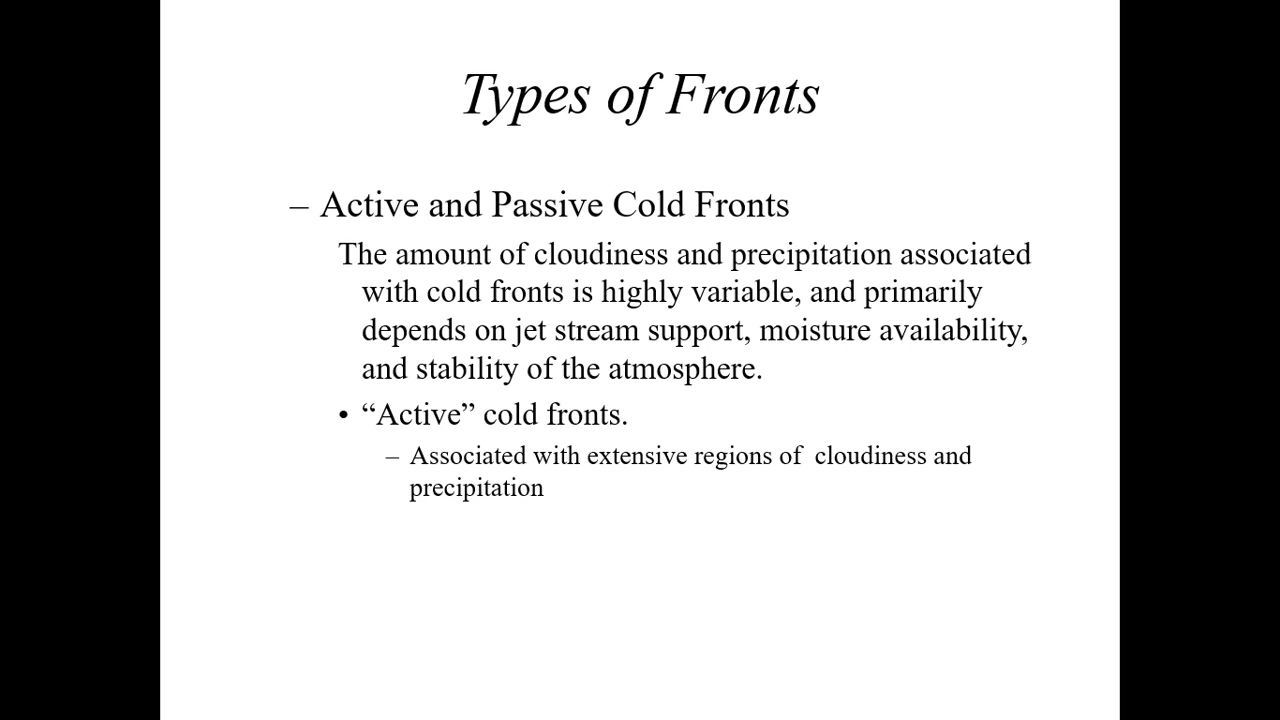 Types of Fronts
– Active and Passive Cold Fronts
The amount of cloudiness and precipitation associated
with cold fronts is highly variable, and primarily
depends on jet stream support, moisture availability,
and stability of the atmosphere.
• “Active” cold fronts.
– Associated with extensive regions of  cloudiness and
precipitation